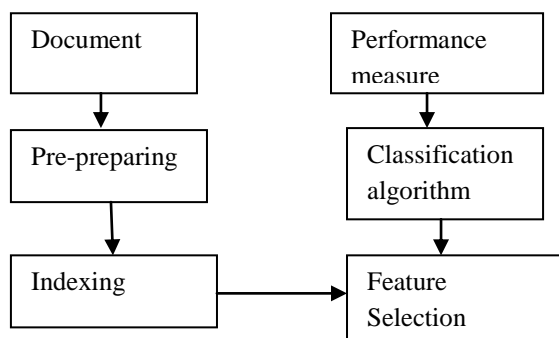 Document
Performance
measure
Pre-preparing
Classification
algorithm
Indexing
Feature
Selection